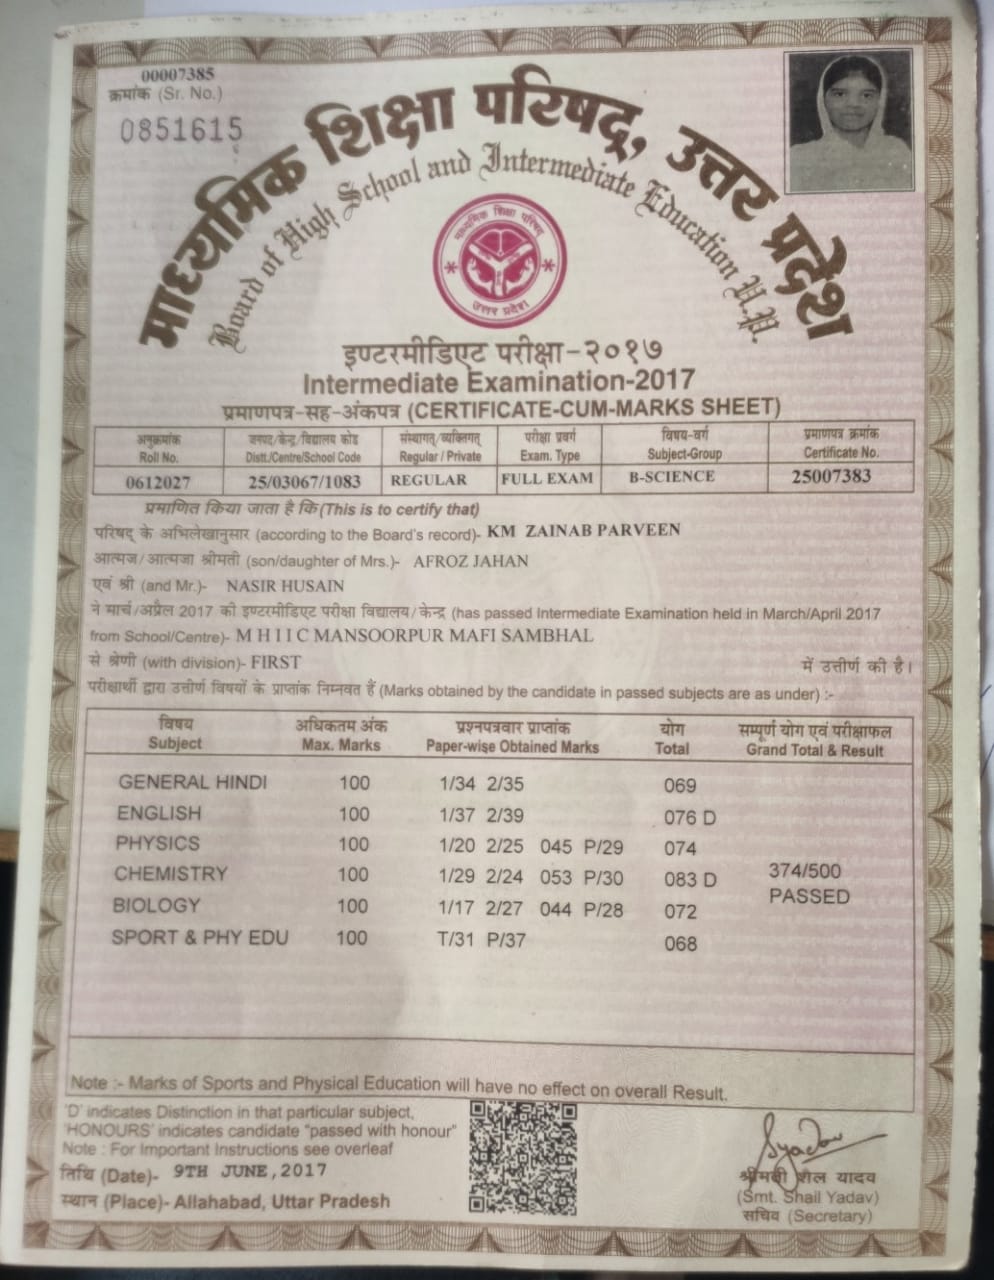 00007385
क्रमांक (Sr. No.)
0851615
माध्यमिक शिक्षा परिषद्, उत्तर प्रदेश
Board of High School and Intermediate Education U.P.
माध्यमिक शिक्षा परिषद्
उत्तर प्रदेश
इण्टरमीडिएट परीक्षा-२०१७
Intermediate Examination-2017
प्रमाणपत्र-सह-अंकपत्र (CERTIFICATE-CUM-MARKS SHEET)
अनुक्रमांक जनपद/केन्द्र/विद्यालय कोड संस्थागत/व्यक्तिगत परीक्षा प्रवर्ग विषय-वर्ग प्रमाणपत्र क्रमांक
Roll No. Distt./Centre/School Code Regular / Private Exam. Type Subject-Group Certificate No.
0612027 25/03067/1083 REGULAR FULL EXAM B-SCIENCE 25007383
प्रमाणित किया जाता है कि (This is to certify that)
परिषद् के अभिलेखानुसार (according to the Board's record)- KM ZAINAB PARVEEN
आत्मज/आत्मजा श्रीमती (son/daughter of Mrs.)- AFROZ JAHAN
एवं श्री (and Mr.)- NASIR HUSAIN
ने मार्च/अप्रैल 2017 की इण्टरमीडिएट परीक्षा विद्यालय/केन्द्र (has passed Intermediate Examination held in March/April 2017
from School/Centre)- M H I I C MANSOORPUR MAFI SAMBHAL
से श्रेणी (with division)- FIRST में उत्तीर्ण की है।
परीक्षार्थी द्वारा उत्तीर्ण विषयों के प्राप्तांक निम्नवत हैं (Marks obtained by the candidate in passed subjects are as under) :-
विषय अधिकतम अंक प्रश्नपत्रवार प्राप्तांक योग सम्पूर्ण योग एवं परीक्षाफल
Subject Max. Marks Paper-wise Obtained Marks Total Grand Total & Result
GENERAL HINDI 100 1/34 2/35 069
ENGLISH 100 1/37 2/39 076 D
PHYSICS 100 1/20 2/25 045 P/29 074
CHEMISTRY 100 1/29 2/24 053 P/30 083 D 374/500
PASSED
BIOLOGY 100 1/17 2/27 044 P/28 072
SPORT & PHY EDU 100 T/31 P/37 068
Note :- Marks of Sports and Physical Education will have no effect on overall Result.
'D' indicates Distinction in that particular subject,
'HONOURS' indicates candidate "passed with honour"
Note : For Important Instructions see overleaf
तिथि (Date)- 9TH JUNE, 2017
स्थान (Place)- Allahabad, Uttar Pradesh
Syadav
श्रीमती शैल यादव
(Smt. Shail Yadav)
सचिव (Secretary)